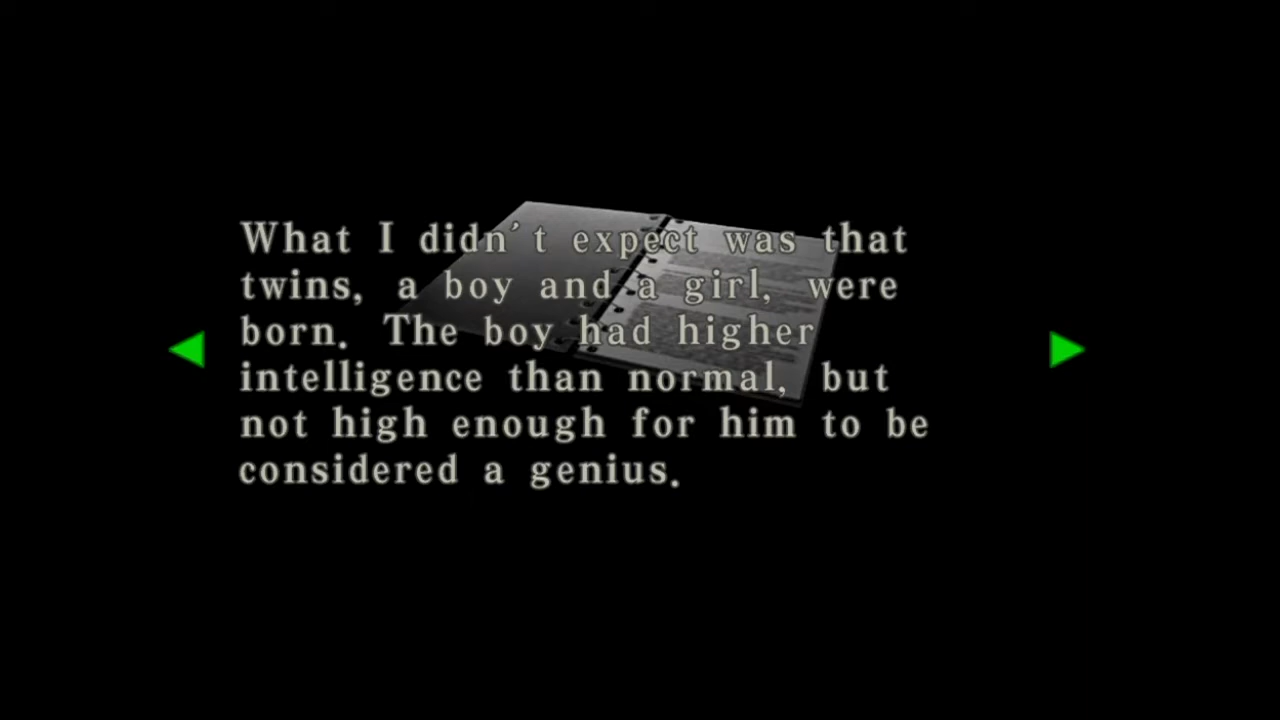 What I didn't expect was that
twins, a boy and a girl, were
born. The boy had higher
intelligence than normal, but
not high enough for him to be
considered a genius.